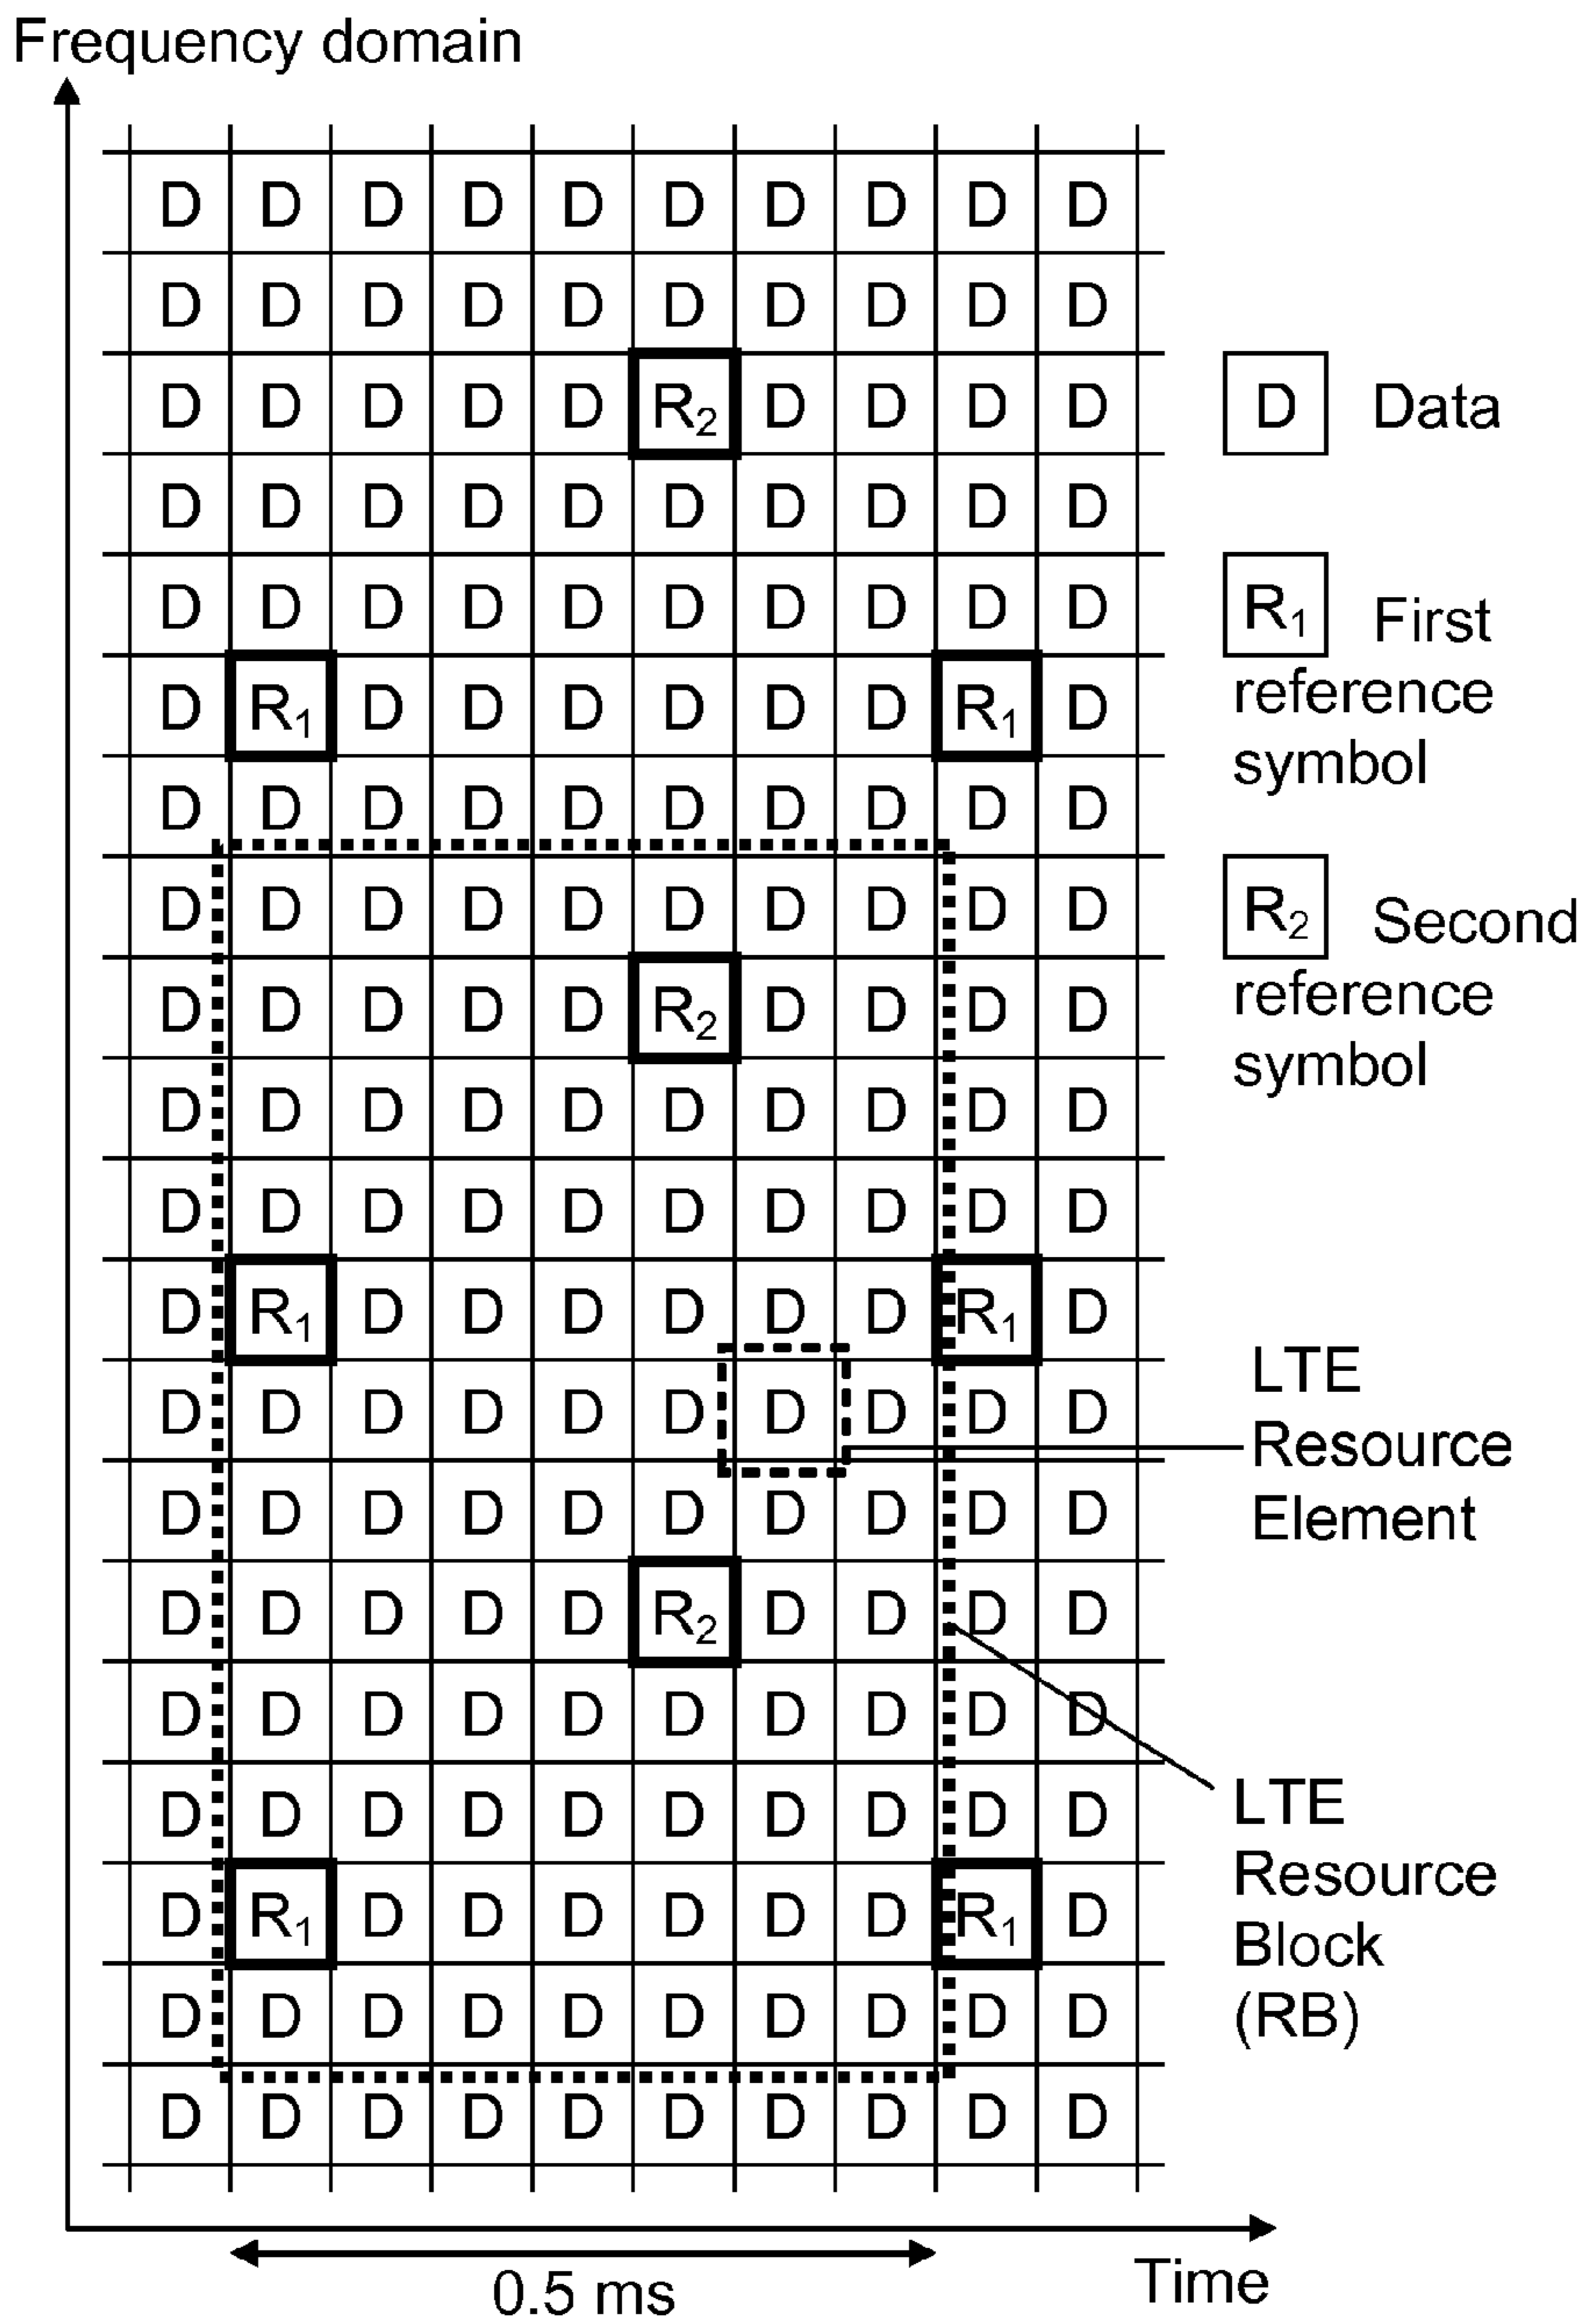 Frequency domain
D D D D D D D D D D
D D D D D D D D D D
D D D D D R2 D D D D
D Data
D D D D D D D D D D
D D D D D D D D D D
R1 First
reference
symbol
D R1 D D D D D D R1 D
D D D D D D D D D D
D D D D D D D D D D
R2 Second
reference
symbol
D D D D D R2 D D D D
D D D D D D D D D D
D D D D D D D D D D
D R1 D D D D D D R1 D
D D D D D D D D D D
LTE
Resource
Element
D D D D D D D D D D
D D D D D R2 D D D D
D D D D D D D D D D
D D D D D D D D D D
LTE
Resource
Block
(RB)
D R1 D D D D D D R1 D
D D D D D D D D D D
D D D D D D D D D D
0.5 ms
Time